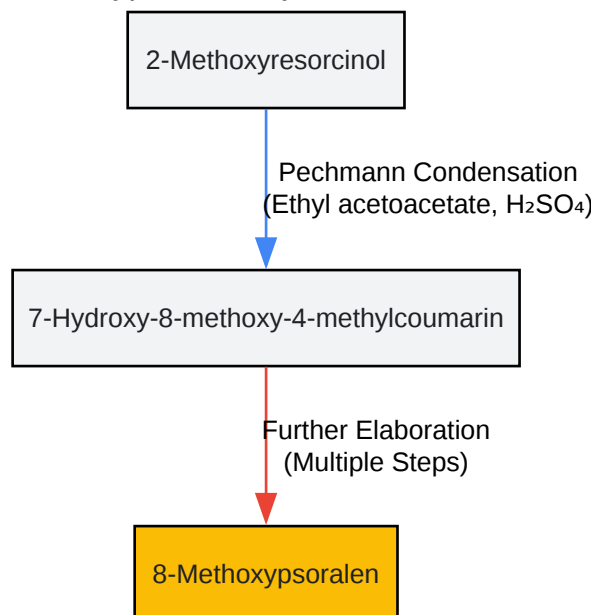 2-Methoxyresorcinol
Pechmann Condensation
(Ethyl acetoacetate, H₂SO₄)
7-Hydroxy-8-methoxy-4-methylcoumarin
Further Elaboration
(Multiple Steps)
8-Methoxypsoralen